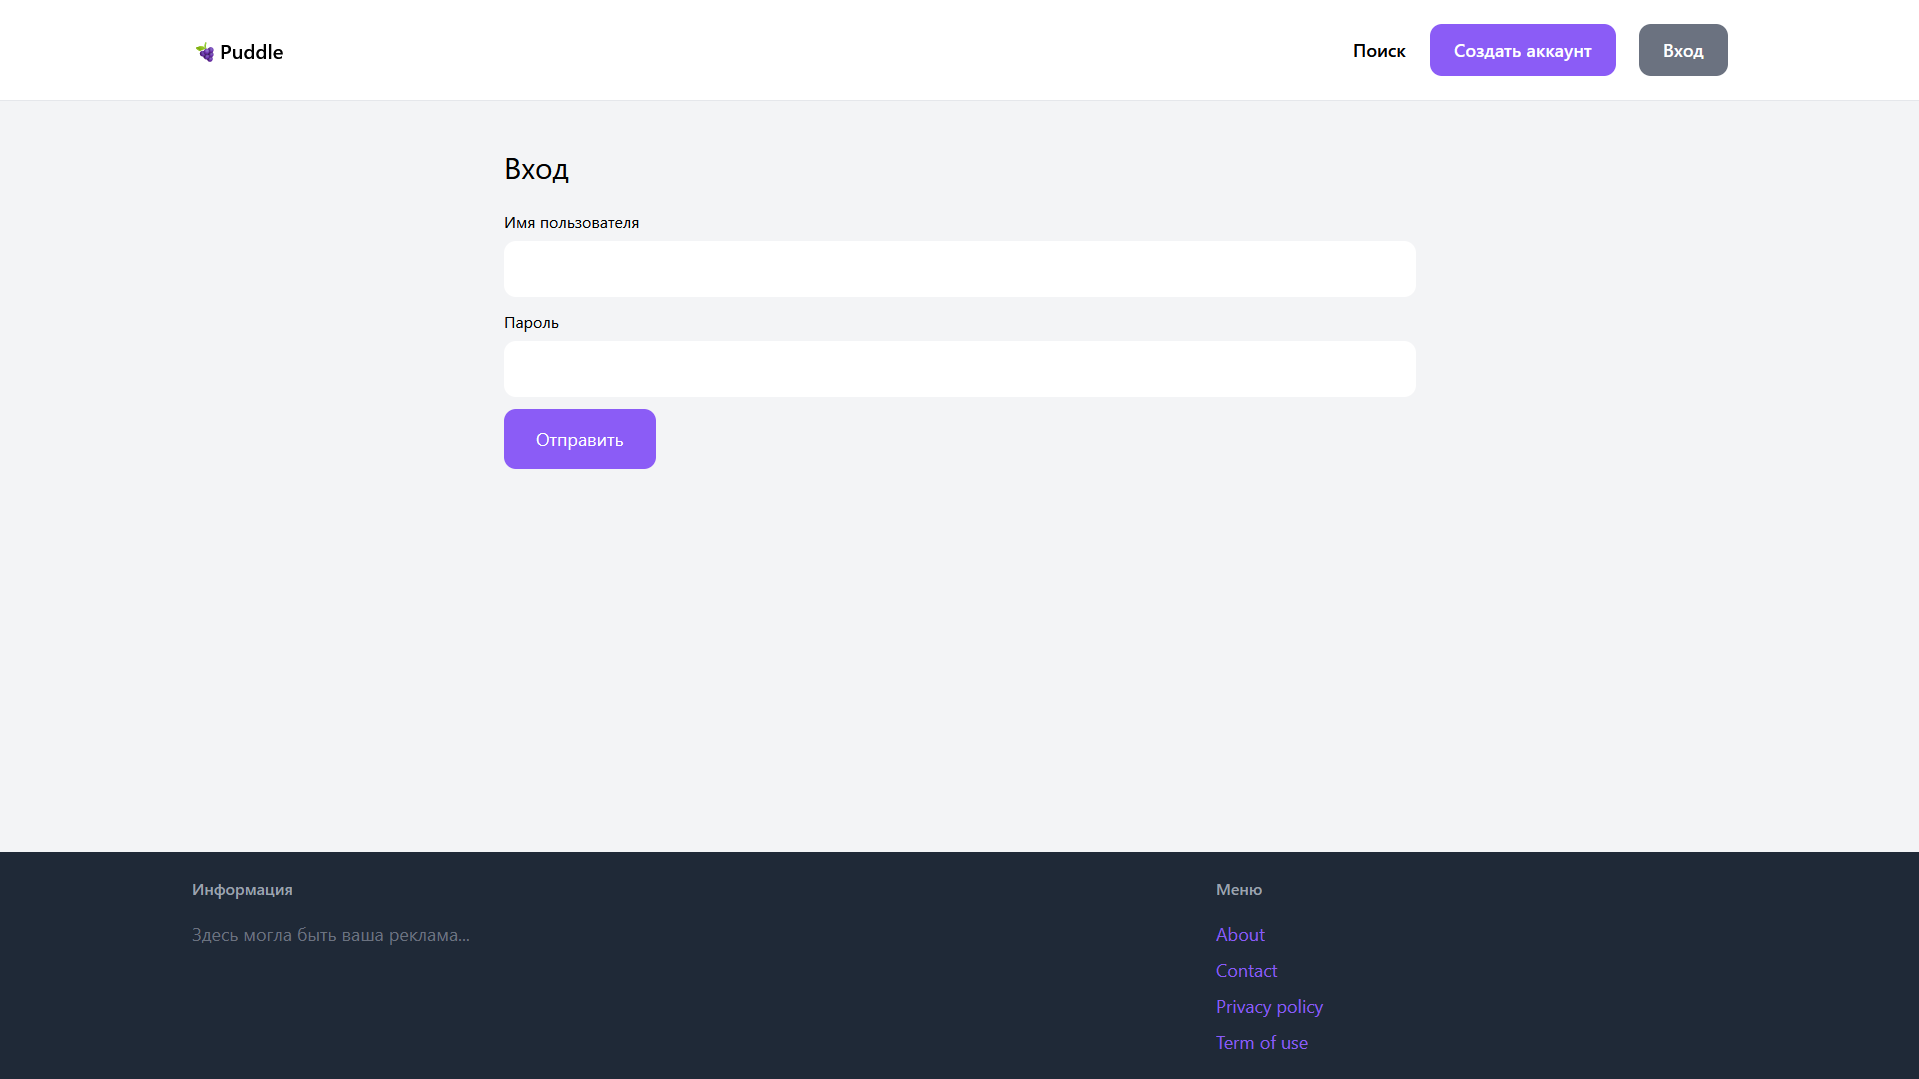 Puddle
Поиск
Создать аккаунт
Вход
Вход
Имя пользователя
Пароль
Отправить
Информация
Здесь могла быть ваша реклама...
Меню
About
Contact
Privacy policy
Term of use